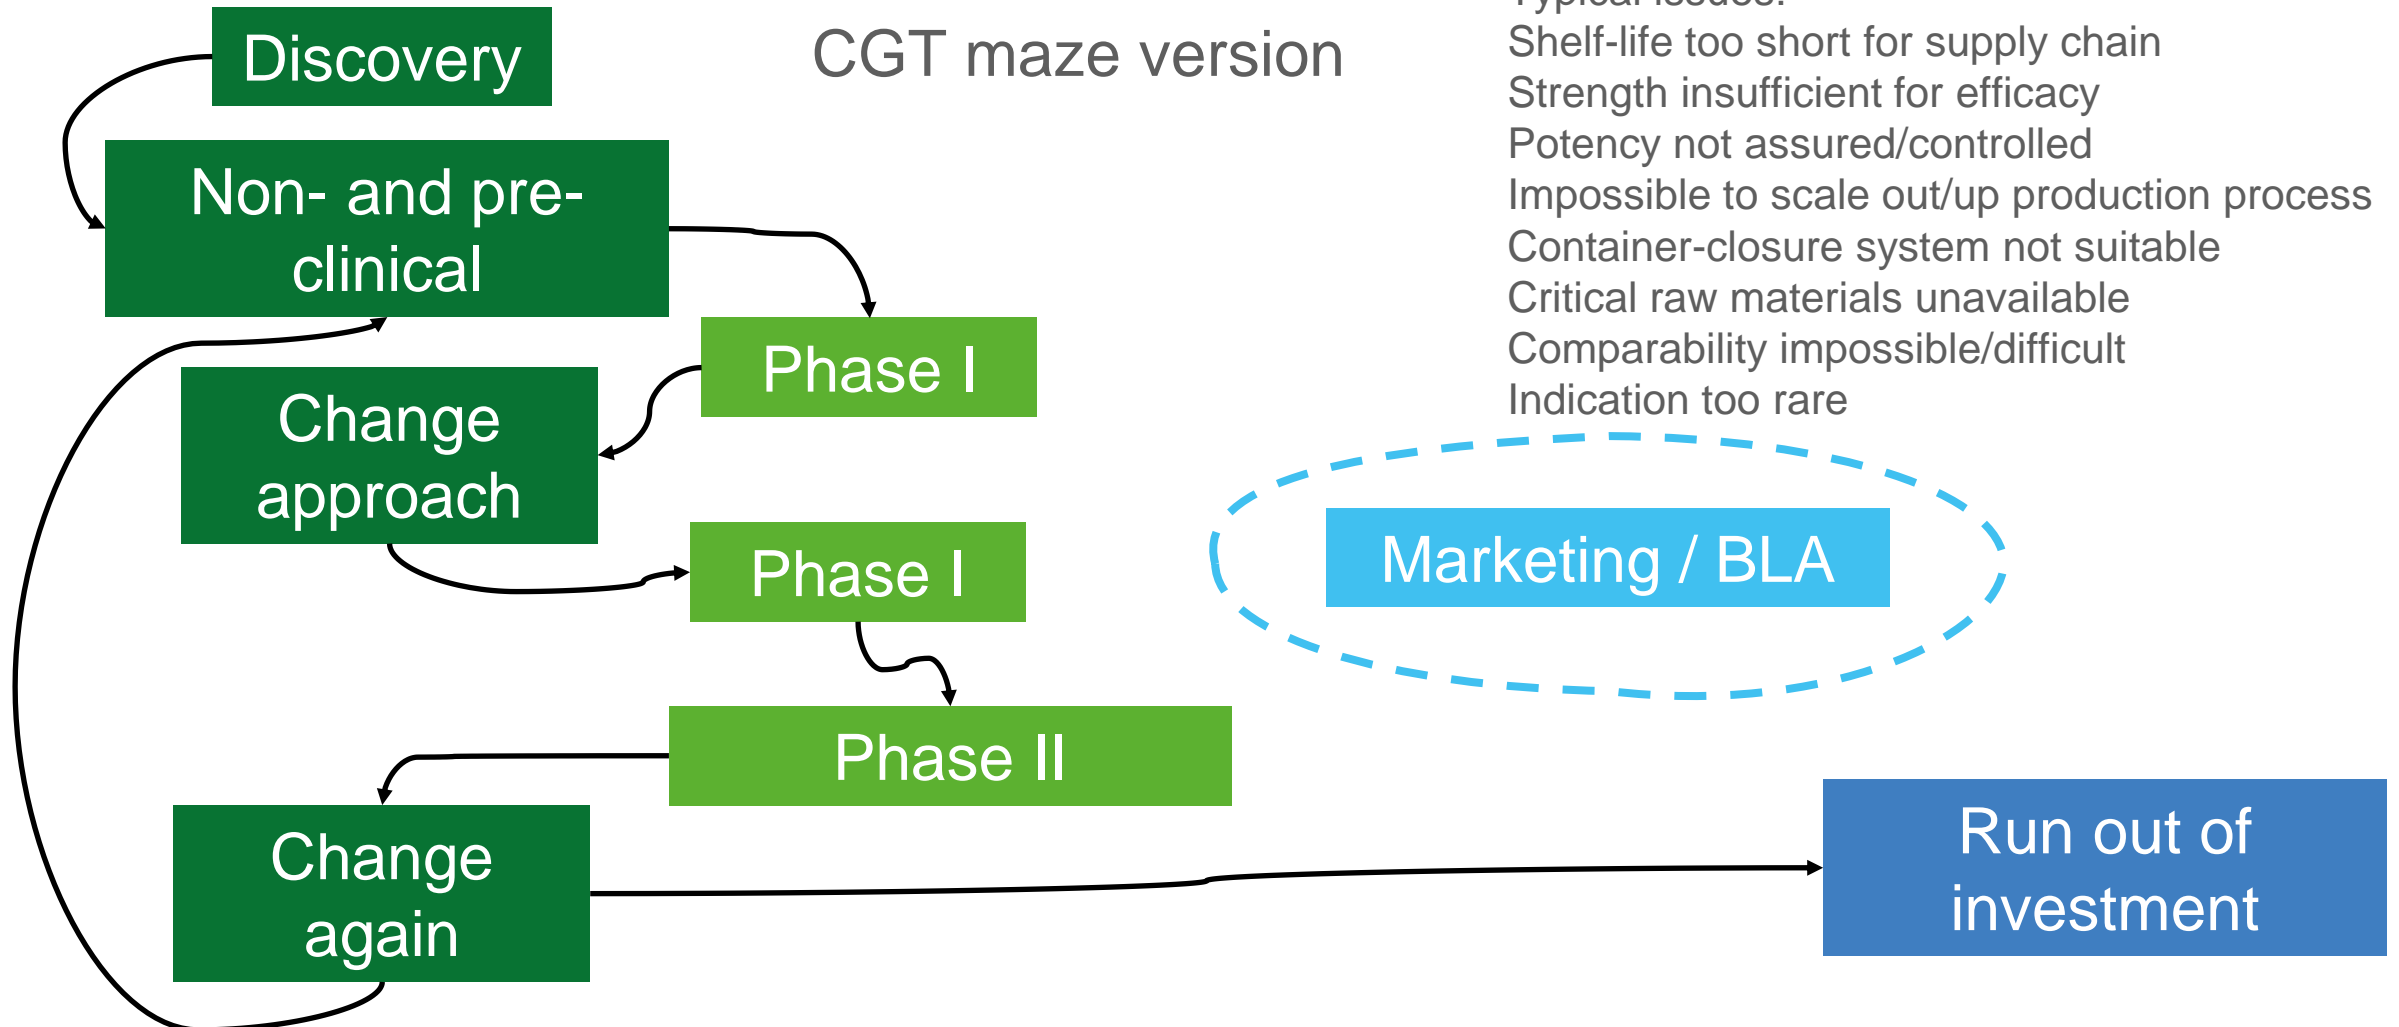 CGT maze version
Typical issues:
Shelf-life too short for supply chain
Strength insufficient for efficacy
Potency not assured/controlled
Impossible to scale out/up production process
Container-closure system not suitable
Critical raw materials unavailable
Comparability impossible/difficult
Indication too rare
Discovery
Non- and pre-
clinical
Phase I
Change
approach
Phase I
Marketing / BLA
Phase II
Change
again
Run out of
investment